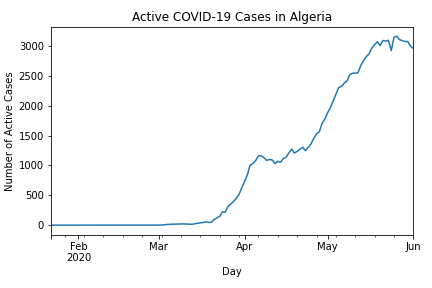 Active COVID-19 Cases in Algeria
Number of Active Cases
3000
2500
2000
1500
1000
500
0
Feb
2020
Mar
Apr
May
Jun
Day